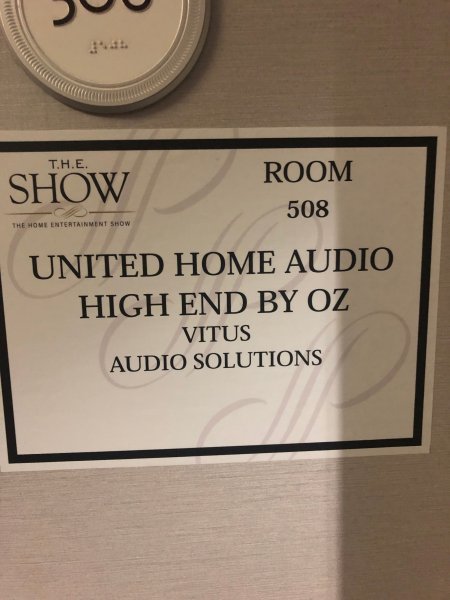 T.H.E.
SHOW
THE HOME ENTERTAINMENT SHOW
ROOM
508
UNITED HOME AUDIO
HIGH END BY OZ
VITUS
AUDIO SOLUTIONS